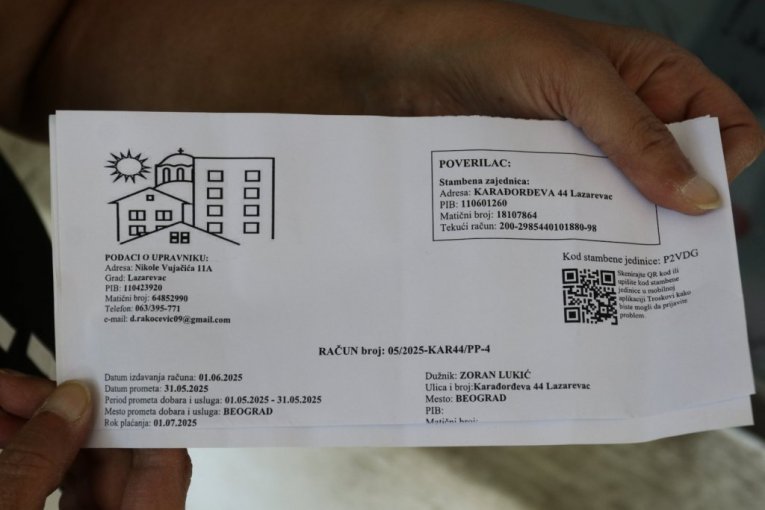 POVERILAC:
Stambena zajednica:
Adresa: KARAĐORĐEVA 44 Lazarevac
PIB: 110601260
Matični broj: 18107864
Tekući račun: 200-2985440101880-98
PODACI O UPRAVNIKU:
Adresa: Nikole Vujačića 11A
Grad: Lazarevac
PIB: 110423920
Matični broj: 64852990
Telefon: 063/395-771
e-mail: d.rakocevic09@gmail.com
Kod stambene jedinice: P2VDG
Skenirajte QR kod ili
upišite kod stambene
jedinice u mobilnoj
aplikaciji Troskovi kako
biste mogli da prijavite
problem
RAČUN broj: 05/2025-KAR44/PP-4
Datum izdavanja računa: 01.06.2025
Datum prometa: 31.05.2025
Period prometa dobara i usluga: 01.05.2025 - 31.05.2025
Mesto prometa dobara i usluga: BEOGRAD
Rok plaćanja: 01.07.2025
Dužnik: ZORAN LUKIĆ
Ulica i broj:Karađorđeva 44 Lazarevac
Mesto: BEOGRAD
PIB:
Matični broj: